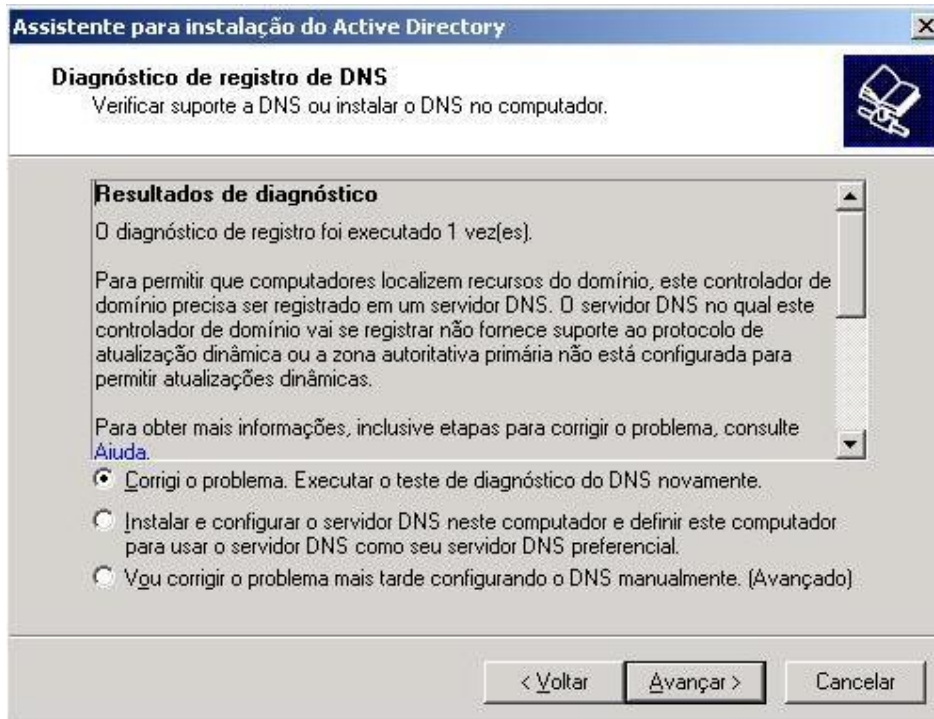 Assistente para instalação do Active Directory
Diagnóstico de registro de DNS
Verificar suporte a DNS ou instalar o DNS no computador.
Resultados de diagnóstico
O diagnóstico de registro foi executado 1 vez(es).
Para permitir que computadores localizem recursos do domínio, este controlador de
domínio precisa ser registrado em um servidor DNS. O servidor DNS no qual este
controlador de domínio vai se registrar não fornece suporte ao protocolo de
atualização dinâmica ou a zona autoritativa primária não está configurada para
permitir atualizações dinâmicas.
Para obter mais informações, inclusive etapas para corrigir o problema, consulte
Ajuda.
Corrigi o problema. Executar o teste de diagnóstico do DNS novamente.
Instalar e configurar o servidor DNS neste computador e definir este computador
para usar o servidor DNS como seu servidor DNS preferencial.
Vou corrigir o problema mais tarde configurando o DNS manualmente. (Avançado)
< Voltar
Avançar >
Cancelar